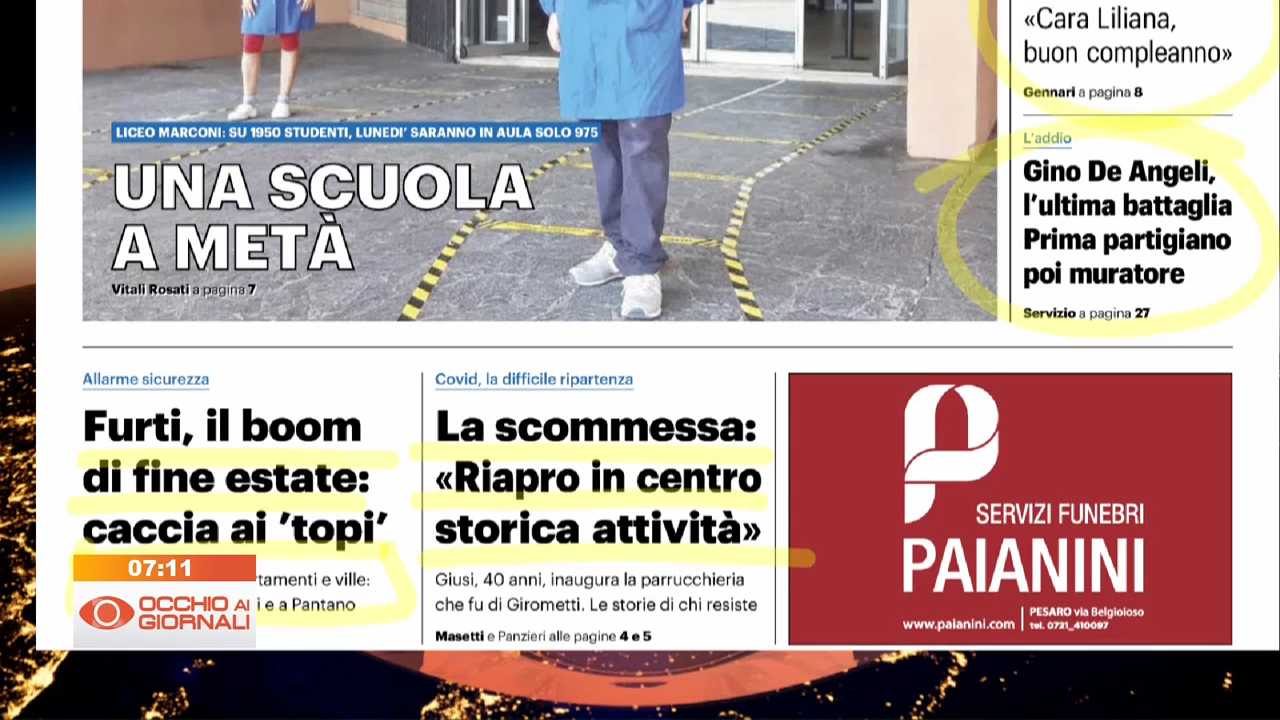 «Cara Liliana,
buon compleanno»
Gennari a pagina 8
L'addio
Gino De Angeli,
l'ultima battaglia
Prima partigiano
poi muratore
Servizio a pagina 27
LICEO MARCONI: SU 1950 STUDENTI, LUNEDI' SARANNO IN AULA SOLO 975
UNA SCUOLA
A METÀ
Vitali Rosati a pagina 7
Allarme sicurezza
Furti, il boom
di fine estate:
caccia ai 'topi'
tamenti e ville:
i e a Pantano
Covid, la difficile ripartenza
La scommessa:
«Riapro in centro
storica attività»
Giusi, 40 anni, inaugura la parrucchieria
che fu di Girometti. Le storie di chi resiste
Masetti e Panzieri alle pagine 4 e 5
SERVIZI FUNEBRI
PAIANINI
www.paianini.com
PESARO via Belgioioso
tel. 0721_410097
07:11
OCCHIO AI
GIORNALI